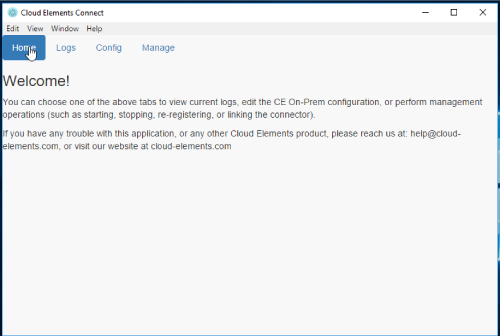 Cloud Elements Connect
Edit View Window Help
Home Logs Config Manage
Welcome!
You can choose one of the above tabs to view current logs, edit the CE On-Prem configuration, or perform management
operations (such as starting, stopping, re-registering, or linking the connector).
If you have any trouble with this application, or any other Cloud Elements product, please reach us at: help@cloud-
elements.com, or visit our website at cloud-elements.com